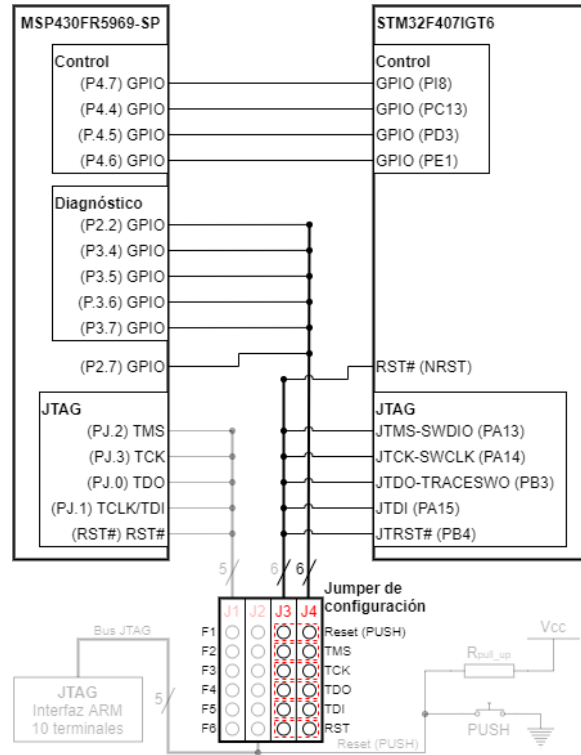 MSP430FR5969-SP
STM32F407IGT6
Control
Control
(P4.7) GPIO
GPIO (PI8)
(P4.4) GPIO
GPIO (PC13)
(P.4.5) GPIO
GPIO (PD3)
(P4.6) GPIO
GPIO (PE1)
Diagnóstico
(P2.2) GPIO
(P3.4) GPIO
(P3.5) GPIO
(P.3.6) GPIO
(P3.7) GPIO
(P2.7) GPIO
RST# (NRST)
JTAG
JTAG
(PJ.2) TMS
JTMS-SWDIO (PA13)
(PJ.3) TCK
JTCK-SWCLK (PA14)
(PJ.0) TDO
JTDO-TRACESWO (PB3)
(PJ.1) TCLK/TDI
JTDI (PA15)
(RST#) RST#
JTRST# (PB4)
5
6
6
Jumper de
configuración
J1 J2 J3 J4
F1
Reset (PUSH)
F2
TMS
F3
TCK
F4
TDO
F5
TDI
F6
RST
Bus JTAG
5
JTAG
Interfaz ARM
10 terminales
Vcc
Rpull_up
PUSH
Reset (PUSH)